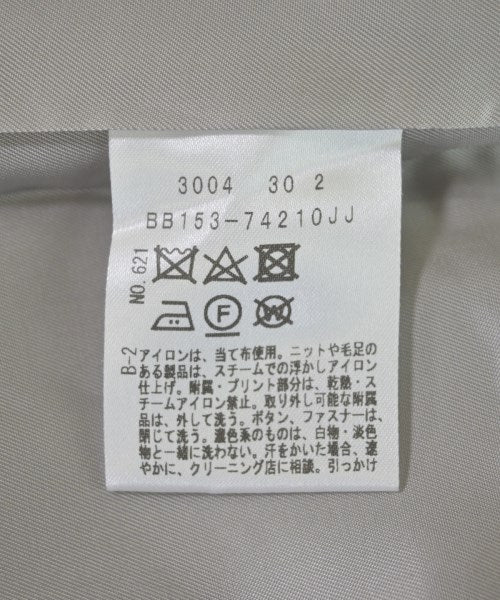 3004 30 2
BB153-74210JJ
NO.621
F
W
B-2
アイロンは、当て布使用。ニットや毛足の
ある製品は、スチームでの浮かしアイロン
仕上げ。附属・プリント部分は、乾熱・ス
チームアイロン禁止。取り外し可能な附属
品は、外して洗う。ボタン、ファスナーは、
閉じて洗う。濃色系のものは、白物・淡色
物と一緒に洗わない。汗をかいた場合、速
やかに、クリーニング店に相談。引っかけ